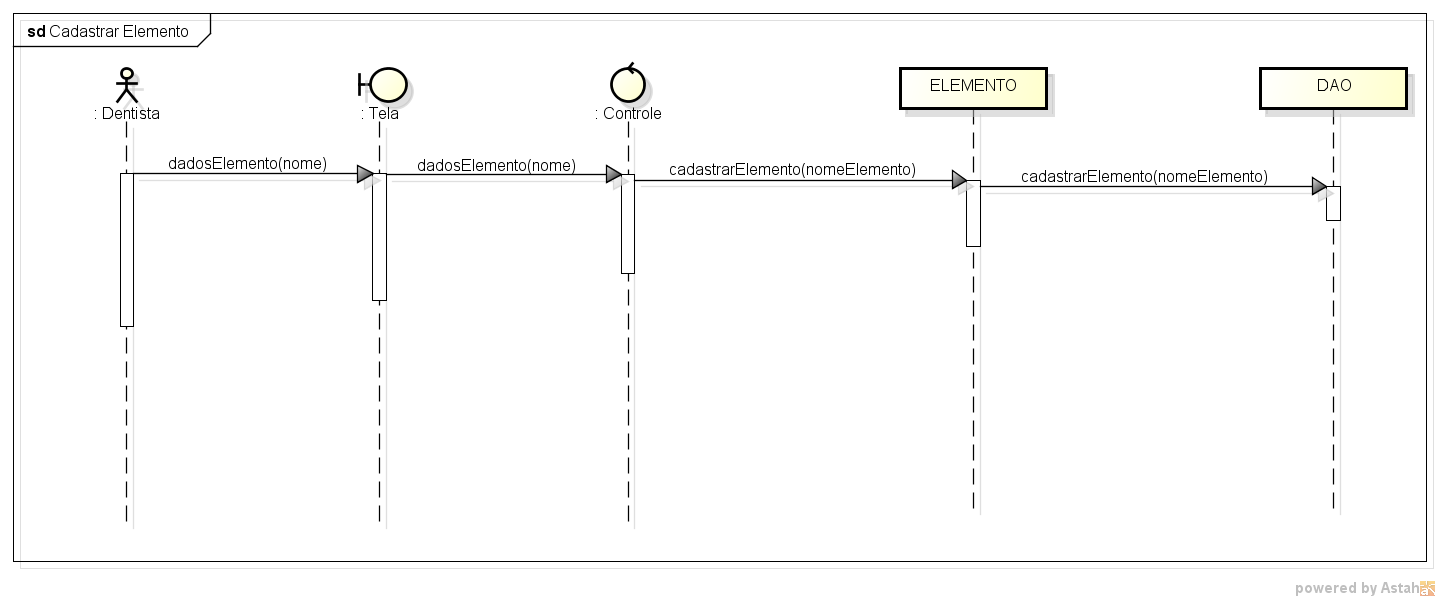 sd Cadastrar Elemento
: Dentista
: Tela
: Controle
ELEMENTO
DAO
dadosElemento(nome)
dadosElemento(nome)
cadastrarElemento(nomeElemento)
cadastrarElemento(nomeElemento)
powered by Astah